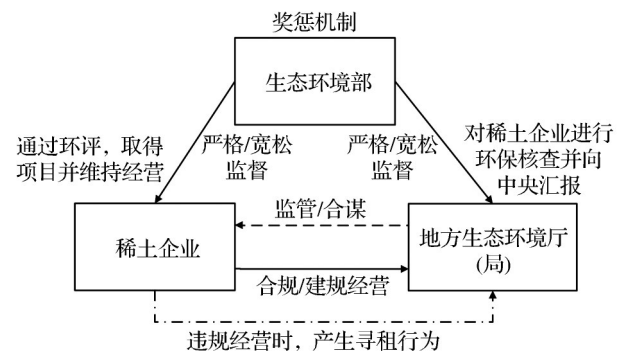 奖惩机制
生态环境部
通过环评，取得
项目并维持经营
严格/宽松
监督
严格/宽松
监督
对稀土企业进行
环保核查并向
中央汇报
监管/合谋
稀土企业
地方生态环境厅
(局)
合规/建规经营
违规经营时，产生寻租行为